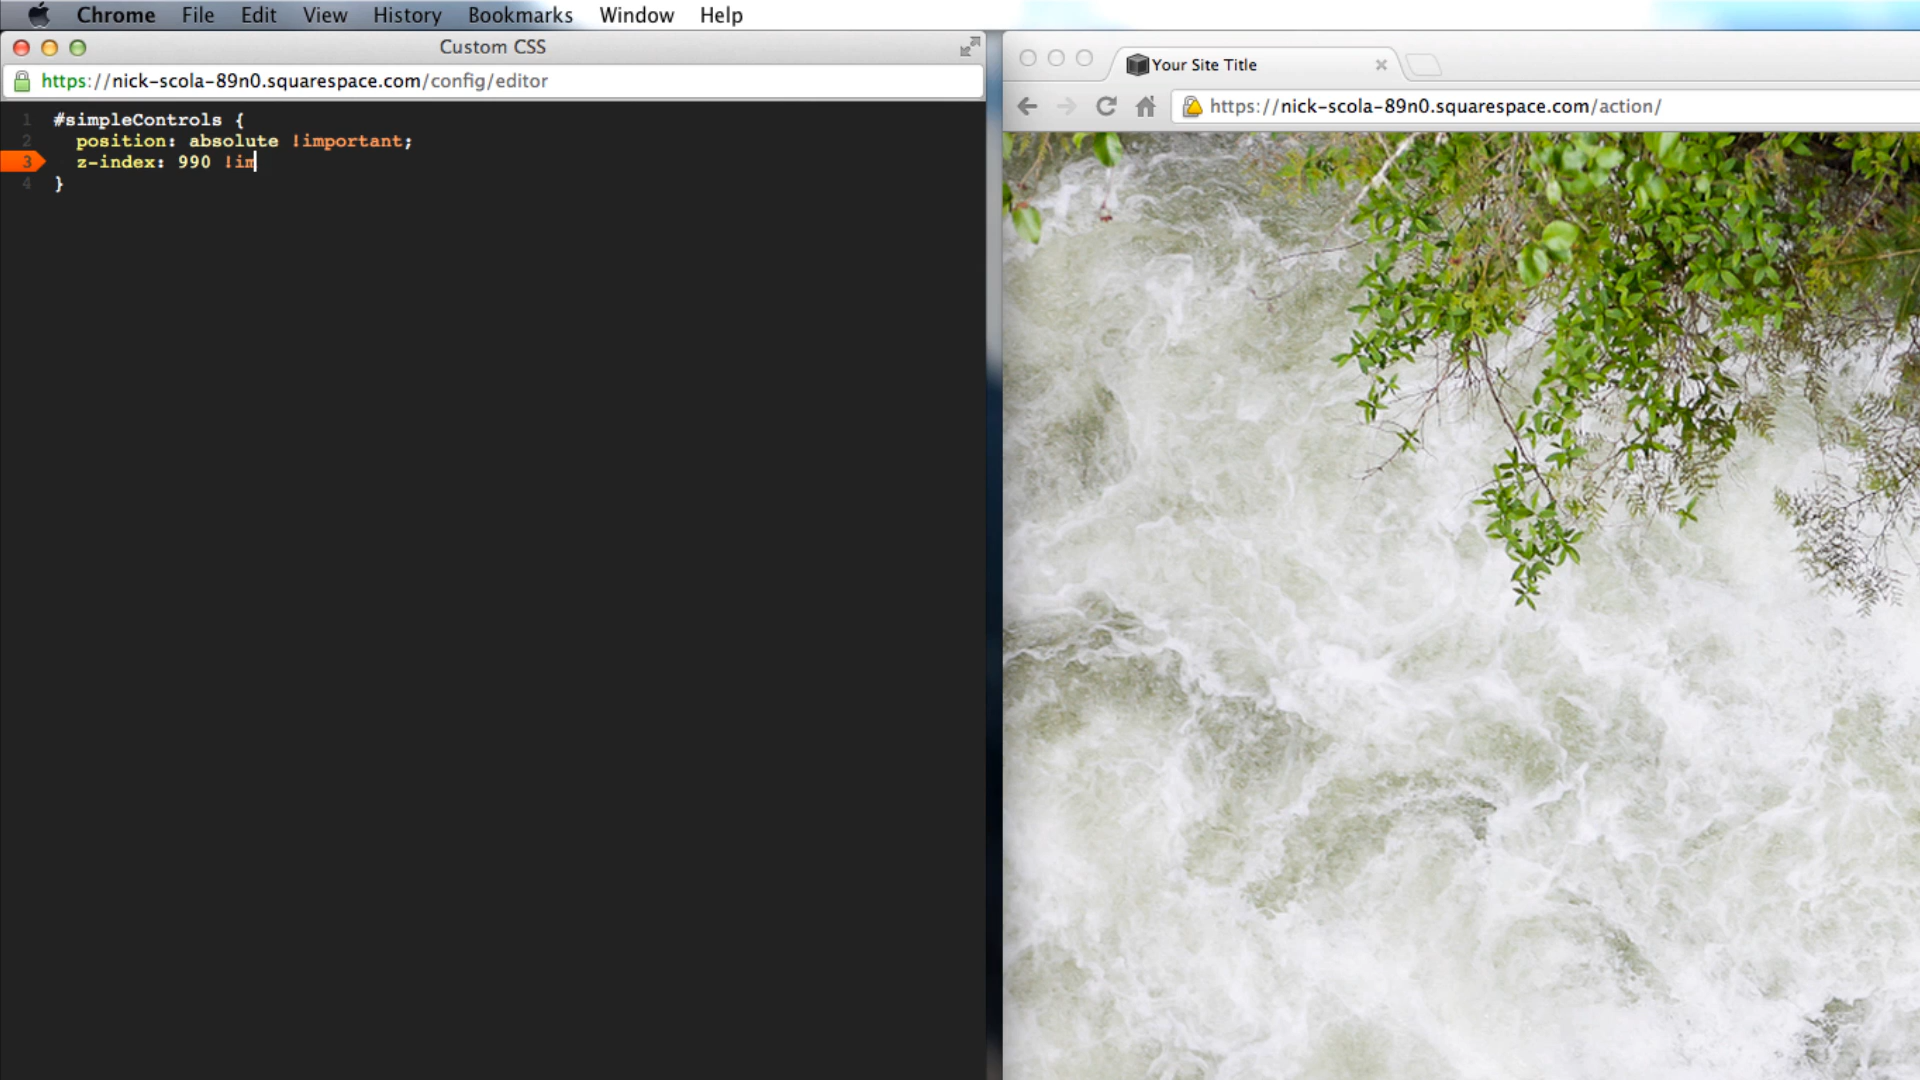 Chrome File Edit View History Bookmarks Window Help
Custom CSS
https://nick-scola-89n0.squarespace.com/config/editor
1 #simpleControls {
2 position: absolute !important;
3 z-index: 990 !im
4 }
Your Site Title
https://nick-scola-89n0.squarespace.com/action/